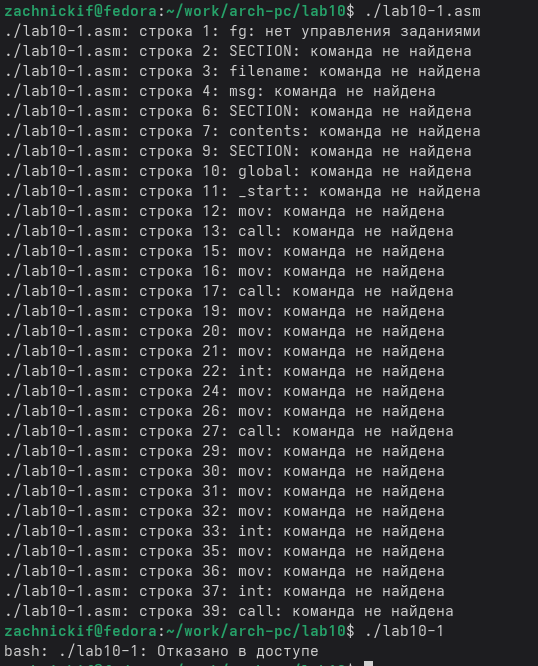 zachnickif@fedora:~/work/arch-pc/lab10$ ./lab10-1.asm
./lab10-1.asm: строка 1: fg: нет управления заданиями
./lab10-1.asm: строка 2: SECTION: команда не найдена
./lab10-1.asm: строка 3: filename: команда не найдена
./lab10-1.asm: строка 4: msg: команда не найдена
./lab10-1.asm: строка 6: SECTION: команда не найдена
./lab10-1.asm: строка 7: contents: команда не найдена
./lab10-1.asm: строка 9: SECTION: команда не найдена
./lab10-1.asm: строка 10: global: команда не найдена
./lab10-1.asm: строка 11: _start:: команда не найдена
./lab10-1.asm: строка 12: mov: команда не найдена
./lab10-1.asm: строка 13: call: команда не найдена
./lab10-1.asm: строка 15: mov: команда не найдена
./lab10-1.asm: строка 16: mov: команда не найдена
./lab10-1.asm: строка 17: call: команда не найдена
./lab10-1.asm: строка 19: mov: команда не найдена
./lab10-1.asm: строка 20: mov: команда не найдена
./lab10-1.asm: строка 21: mov: команда не найдена
./lab10-1.asm: строка 22: int: команда не найдена
./lab10-1.asm: строка 24: mov: команда не найдена
./lab10-1.asm: строка 26: mov: команда не найдена
./lab10-1.asm: строка 27: call: команда не найдена
./lab10-1.asm: строка 29: mov: команда не найдена
./lab10-1.asm: строка 30: mov: команда не найдена
./lab10-1.asm: строка 31: mov: команда не найдена
./lab10-1.asm: строка 32: mov: команда не найдена
./lab10-1.asm: строка 33: int: команда не найдена
./lab10-1.asm: строка 35: mov: команда не найдена
./lab10-1.asm: строка 36: mov: команда не найдена
./lab10-1.asm: строка 37: int: команда не найдена
./lab10-1.asm: строка 39: call: команда не найдена
zachnickif@fedora:~/work/arch-pc/lab10$ ./lab10-1
bash: ./lab10-1: Отказано в доступе